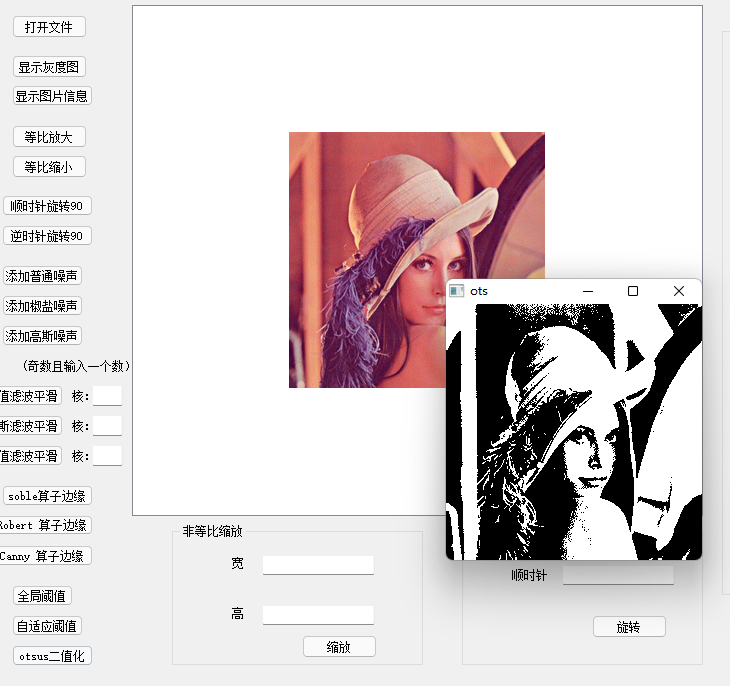 打开文件
显示灰度图
显示图片信息
等比放大
等比缩小
顺时针旋转90
逆时针旋转90
添加普通噪声
添加椒盐噪声
添加高斯噪声
(奇数且输入一个数)
值滤波平滑 核:
斯滤波平滑 核:
值滤波平滑 核:
soble算子边缘
Robert 算子边缘
Canny 算子边缘
全局阈值
自适应阈值
otsus二值化
ots
非等比缩放
宽
高
缩放
顺时针
旋转